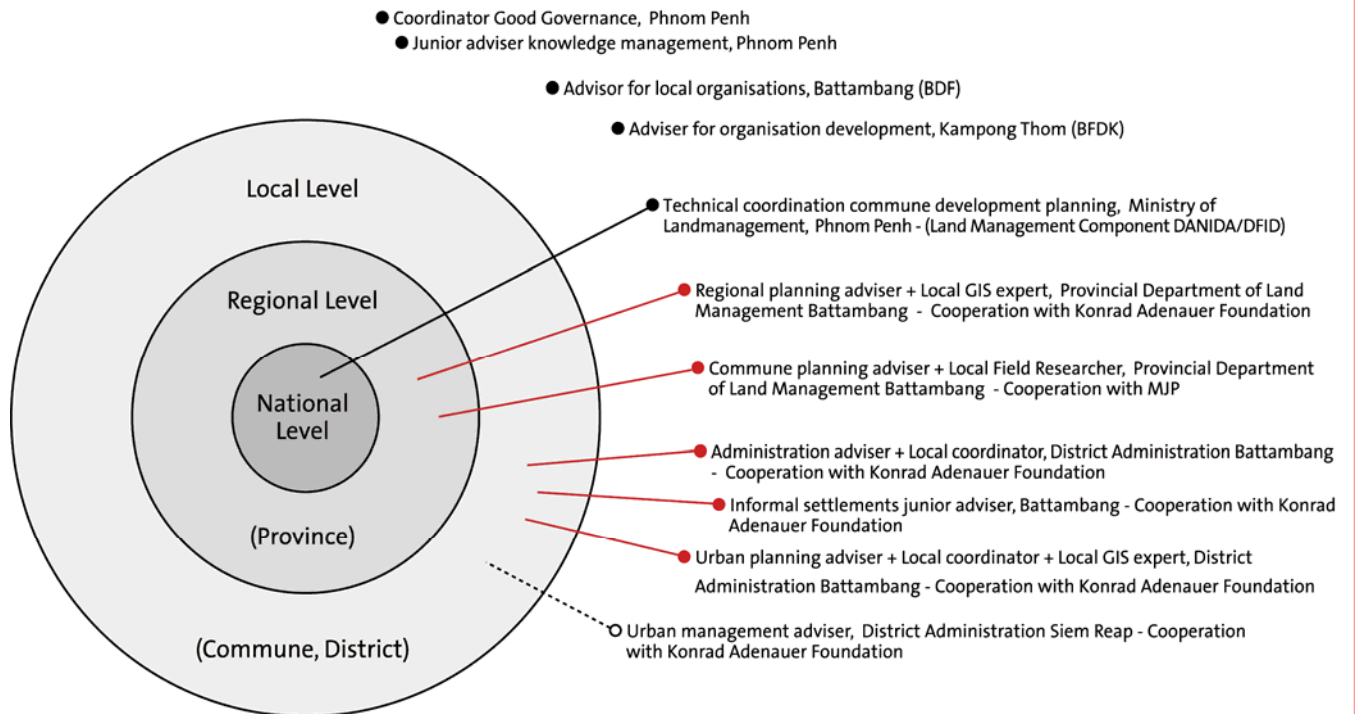 Coordinator Good Governance, Phnom Penh
Junior adviser knowledge management, Phnom Penh
Advisor for local organisations, Battambang (BDF)
Adviser for organisation development, Kampong Thom (BFDK)
Local Level
Technical coordination commune development planning, Ministry of
Landmanagement, Phnom Penh - (Land Management Component DANIDA/DFID)
Regional Level
Regional planning adviser + Local GIS expert, Provincial Department of Land
Management Battambang - Cooperation with Konrad Adenauer Foundation
Commune planning adviser + Local Field Researcher, Provincial Department
of Land Management Battambang - Cooperation with MJP
National
Level
Administration adviser + Local coordinator, District Administration Battambang
- Cooperation with Konrad Adenauer Foundation
Informal settlements junior adviser, Battambang - Cooperation with Konrad
Adenauer Foundation
(Province)
Urban planning adviser + Local coordinator + Local GIS expert, District
Administration Battambang - Cooperation with Konrad Adenauer Foundation
(Commune, District)
Urban management adviser, District Administration Siem Reap - Cooperation
with Konrad Adenauer Foundation